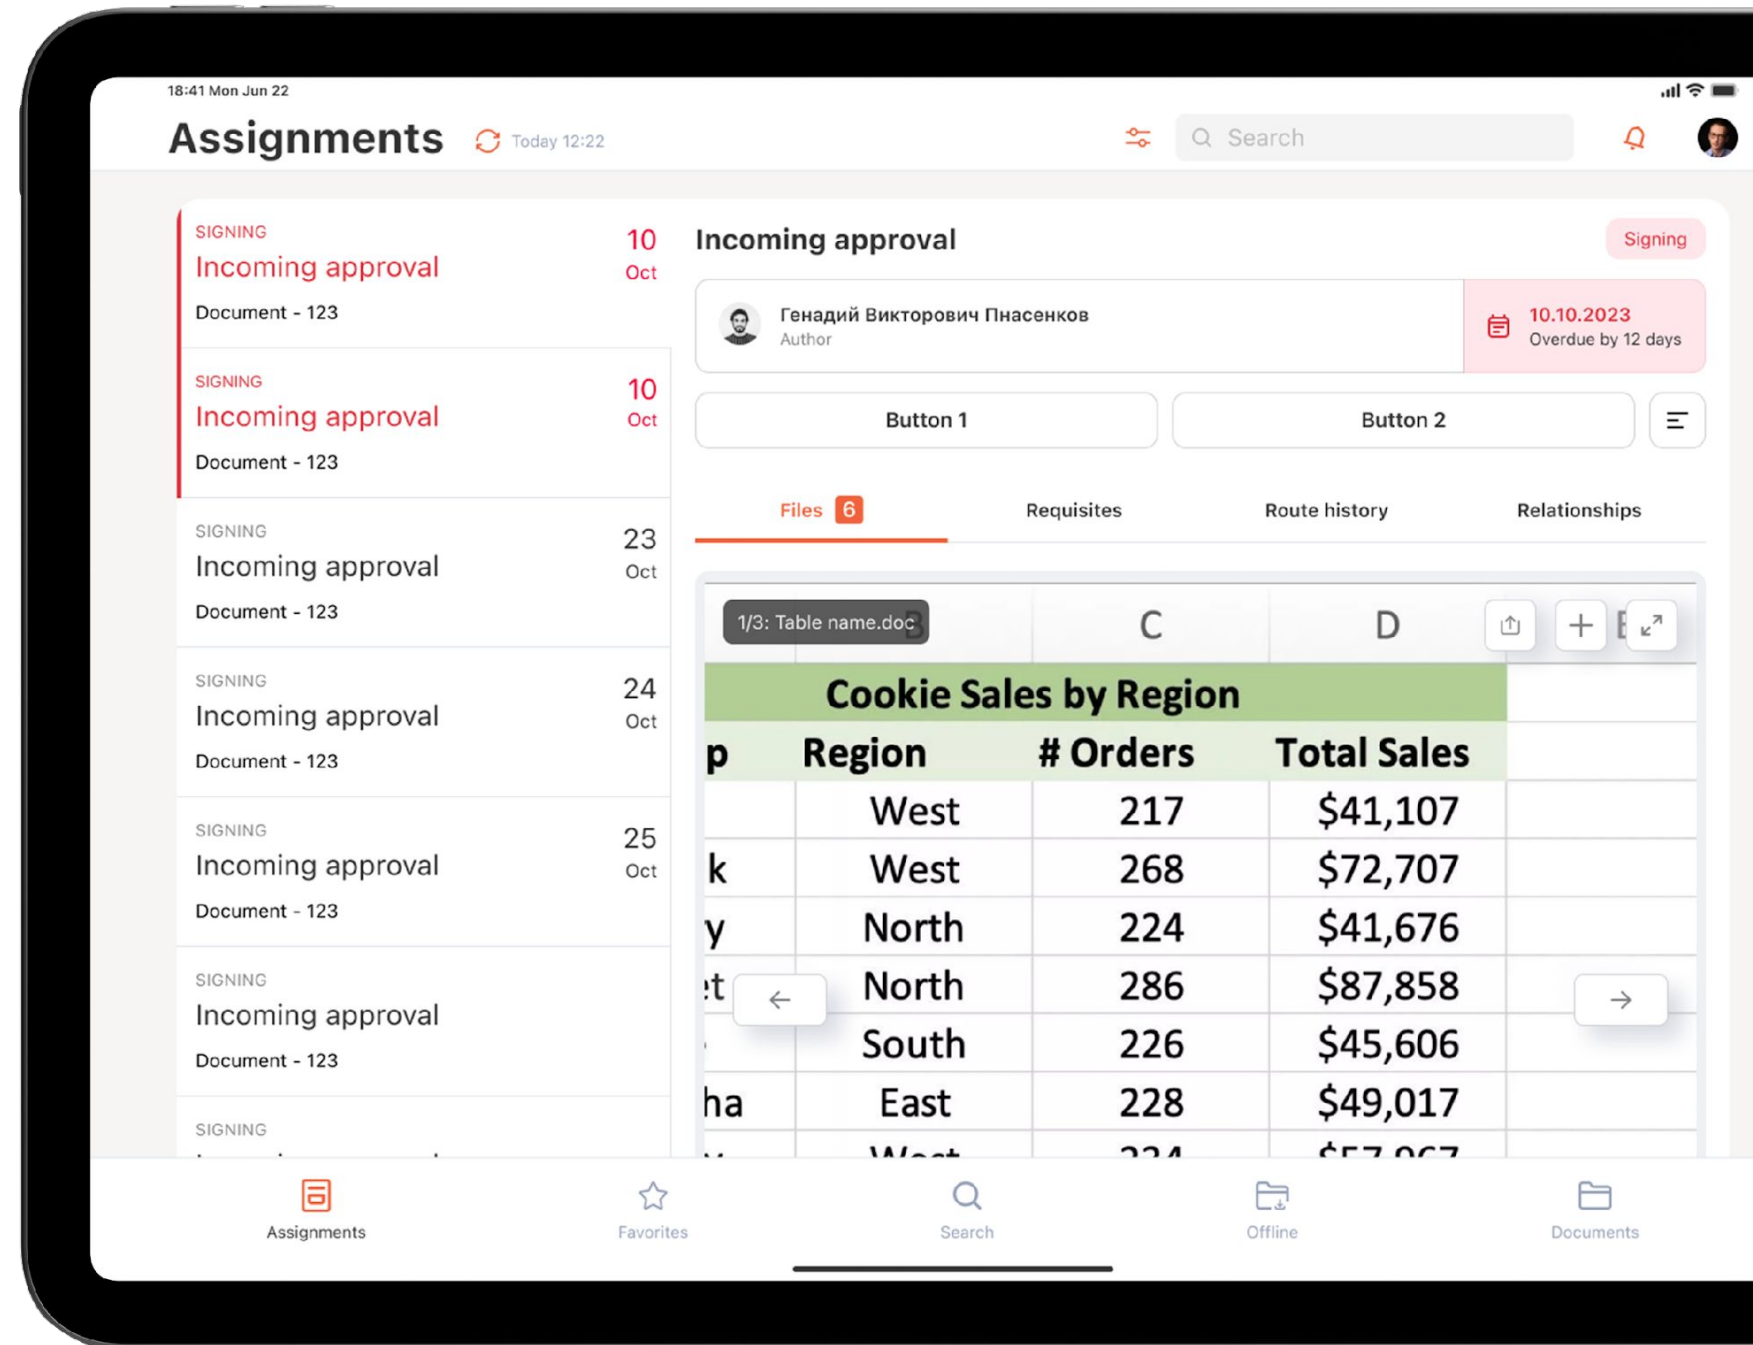 18:41 Mon Jun 22
Assignments
Today 12:22
Search
SIGNING
Incoming approval
Document - 123
10
Oct
SIGNING
Incoming approval
Document - 123
10
Oct
SIGNING
Incoming approval
Document - 123
23
Oct
SIGNING
Incoming approval
Document - 123
24
Oct
SIGNING
Incoming approval
Document - 123
25
Oct
SIGNING
Incoming approval
Document - 123
SIGNING
Incoming approval
Signing
Генадий Викторович Пнасенков
Author
10.10.2023
Overdue by 12 days
Button 1
Button 2
Files 6
Requisites
Route history
Relationships
1/3: Table name.doc
B C D E
Cookie Sales by Region
p Region # Orders Total Sales
West 217 $41,107
k West 268 $72,707
y North 224 $41,676
et North 286 $87,858
South 226 $45,606
ha East 228 $49,017
Assignments
Favorites
Search
Offline
Documents